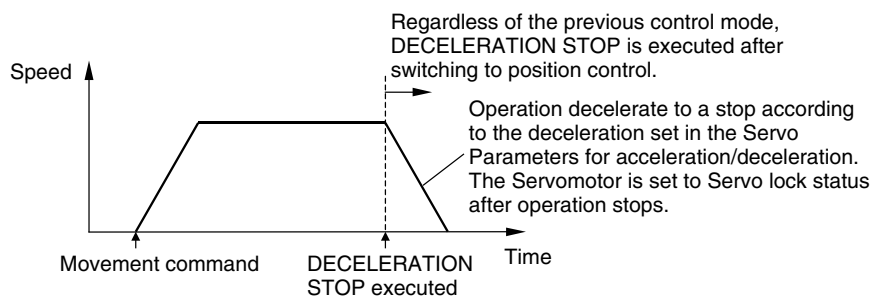 Regardless of the previous control mode,
DECELERATION STOP is executed after
switching to position control.
Speed
Operation decelerate to a stop according
to the deceleration set in the Servo
Parameters for acceleration/deceleration.
The Servomotor is set to Servo lock status
after operation stops.
Time
Movement command
DECELERATION
STOP executed